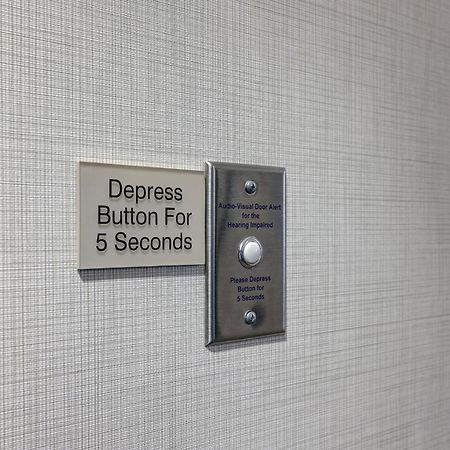 Depress
Button For
5 Seconds
Audio-Visual Door Alert
for the
Hearing Impaired
Please Depress
Button for
5 Seconds